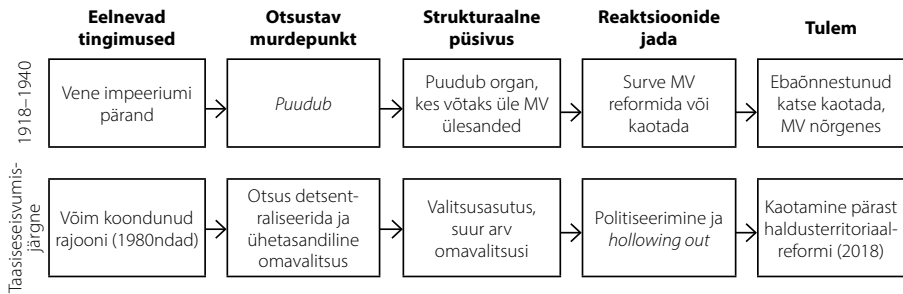 Eelnevad
tingimused
Otsustav
murdepunkt
Strukturaalne
püsivus
Reaktsioonide
jada
Tulem
1918–1940
Vene impeeriumi
pärand
Puudub
Puudub organ,
kes võtaks üle MV
ülesanded
Surve MV
reformida või
kaotada
Ebaõnnestunud
katse kaotada,
MV nõrgenes
Taasiseseisvumis-
järgne
Võim koondunud
rajooni (1980ndad)
Otsus detsent-
raliseerida ja
ühetasandiline
omavalitsus
Valitsusasutus,
suur arv
omavalitsusi
Politiseerimine ja
hollowing out
Kaotamine pärast
haldusterritoriaal-
reformi (2018)